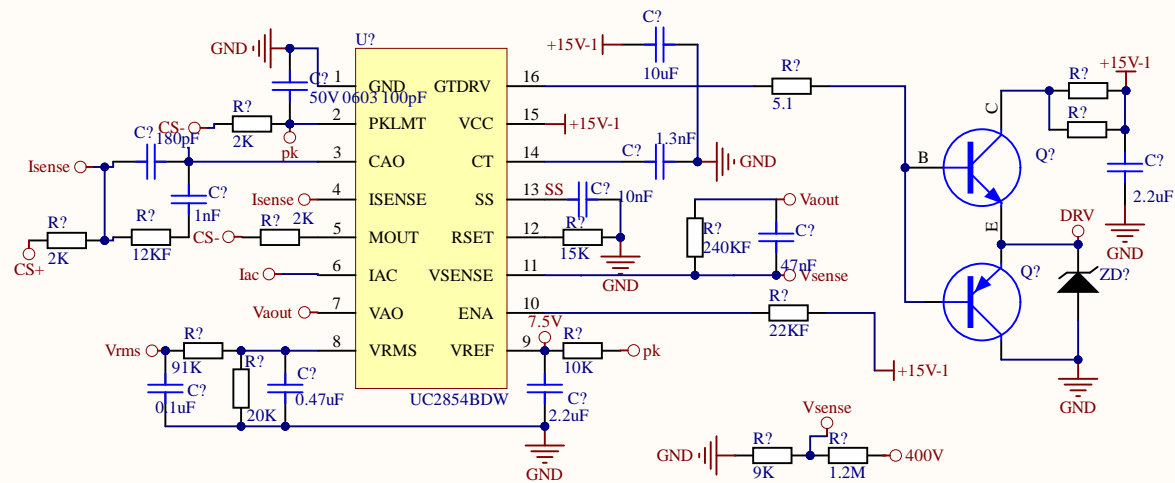 C?
U?
+15V-1
GND
10uF
+15V-1
1
GND
GTDRV
16
R?
R?
C?
50V 0603 100pF
5.1
R?
CS-
2
PKLMT
VCC
15
+15V-1
C
R?
2K
pk
C?
180pF
1.3nF
3
CAO
CT
14
C?
GND
Q?
B
C?
Isense
4
ISENSE
SS
13
SS
C?
10nF
Vaout
2.2uF
C?
1nF
Isense
2K
E
DRV
R?
R?
CS-
R?
5
MOUT
RSET
12
R?
15K
R?
240KF
C?
GND
2K
12KF
CS+
Iac
6
IAC
VSENSE
11
GND
47nF
Vsense
Q?
ZD?
R?
Vaout
7
VAO
ENA
10
7.5V
22KF
Vrms
R?
8
VRMS
VREF
9
R?
pk
91K
R?
C?
10K
+15V-1
C?
0.1uF
20K
0.47uF
UC2854BDW
C?
2.2uF
GND
Vsense
GND
R?
R?
400V
9K
1.2M
GND